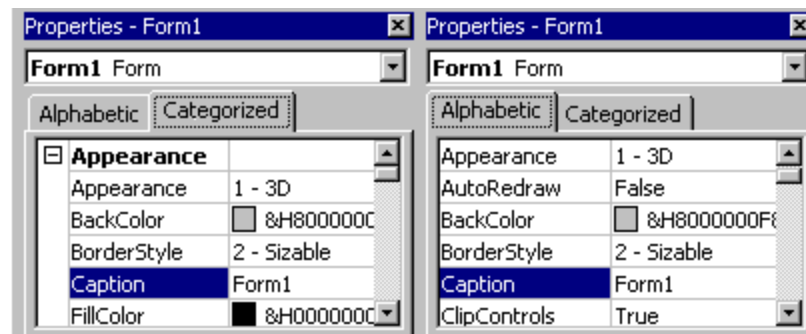 Properties - Form1
Form1 Form
Alphabetic Categorized
Appearance
Appearance 1 - 3D
BackColor &H8000000
BorderStyle 2 - Sizable
Caption Form1
FillColor &H0000000
Properties - Form1
Form1 Form
Alphabetic Categorized
Appearance 1 - 3D
AutoRedraw False
BackColor &H8000000F&
BorderStyle 2 - Sizable
Caption Form1
ClipControls True